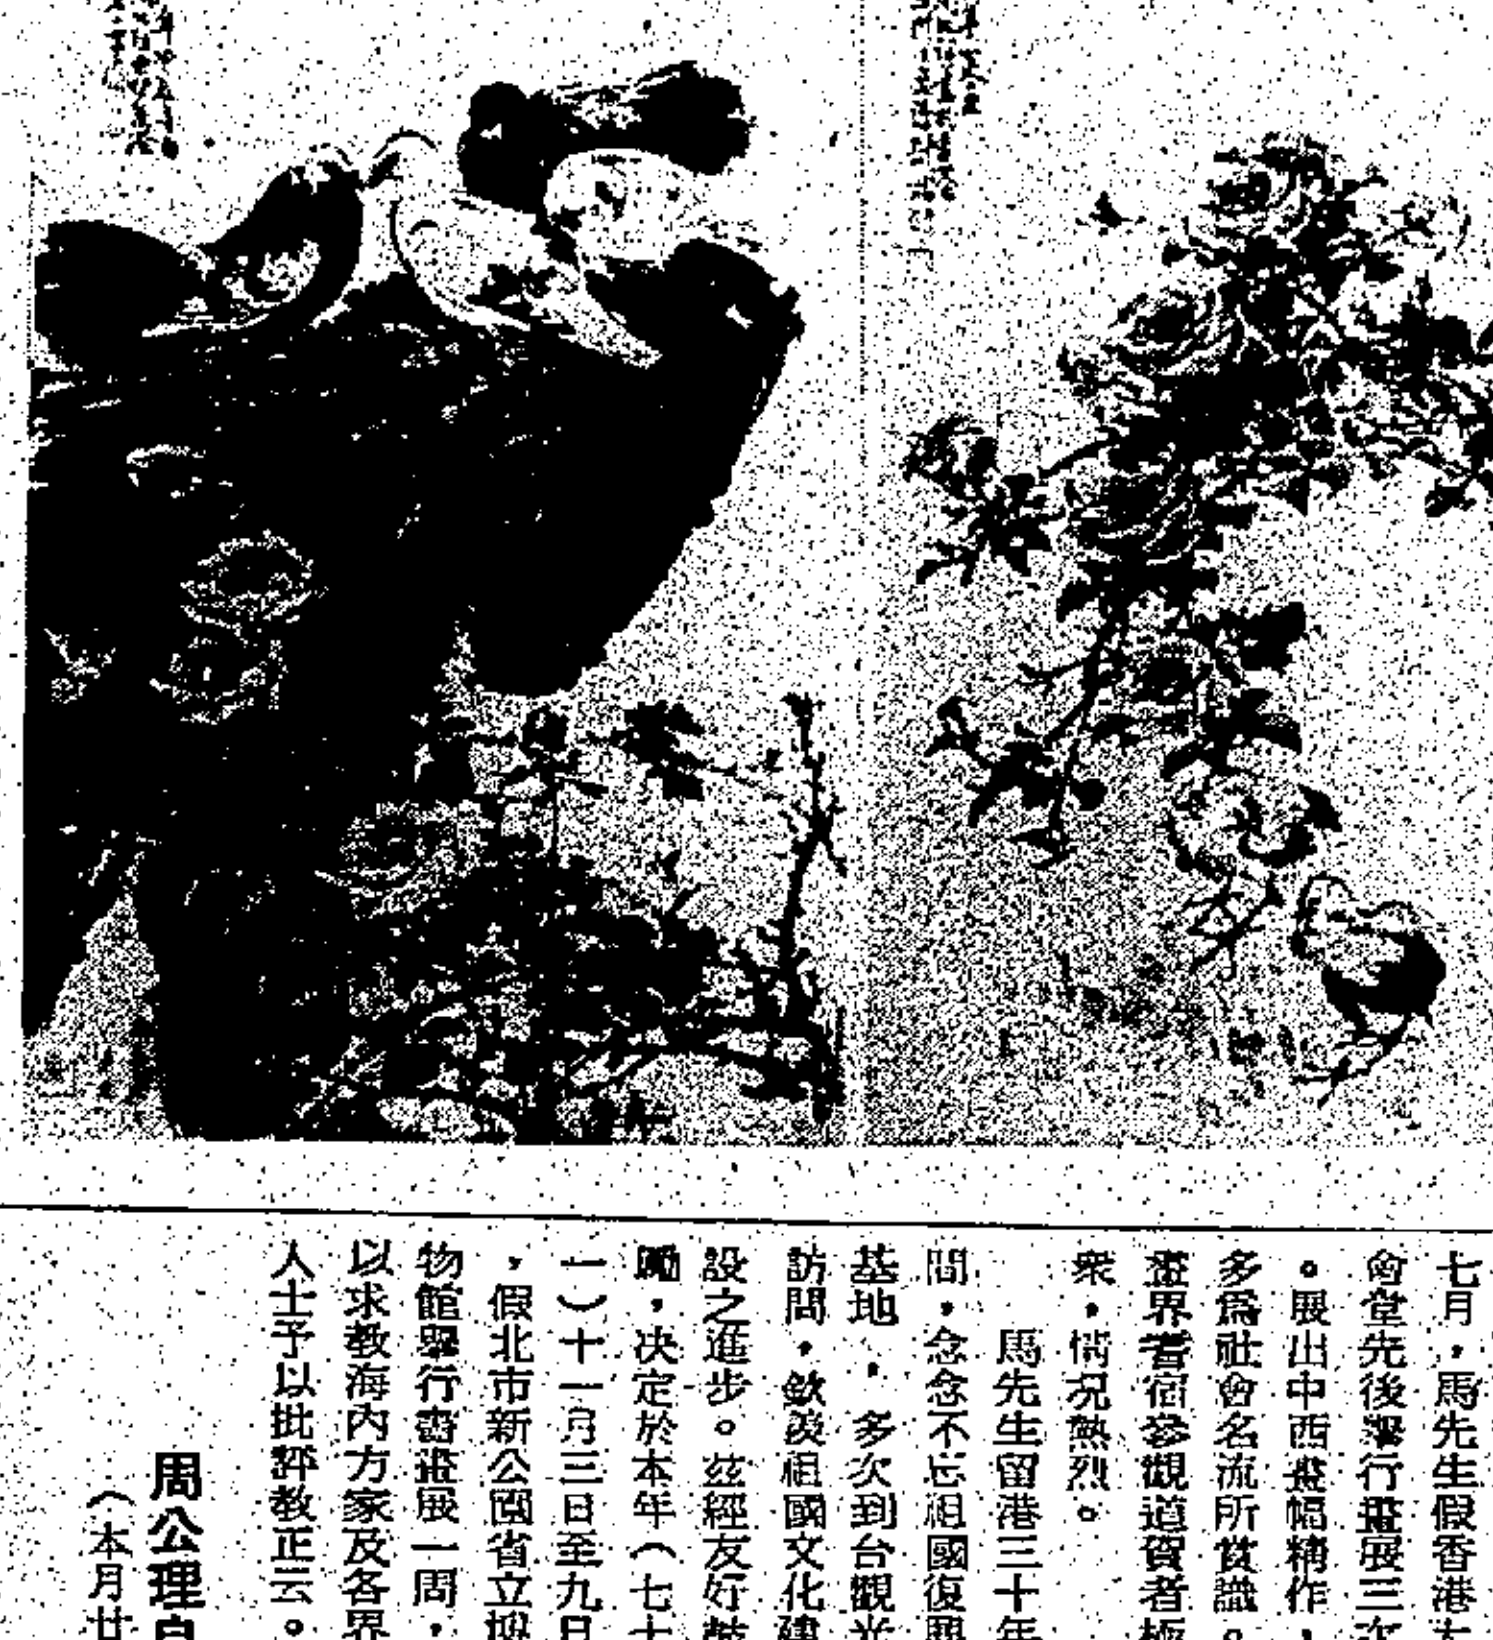 七月，馬先生假香港大
會堂先後舉行畫展三次
。展出中西畫幅精作，
多爲社會名流所賞識。
畫界耆宿參觀道賀者極
衆，情況熱烈。
馬先生留港三十年
間，念念不忘祖國復興
基地，多次到台觀光
訪問，欽羨祖國文化建
設之進步。茲經友好鼓
勵，決定於本年（七十
一）十一月三日至九日
，假北市新公園省立博
物館舉行書畫展一周，
以求教海內方家及各界
人士予以批評教正云。
周公理自
（本月廿